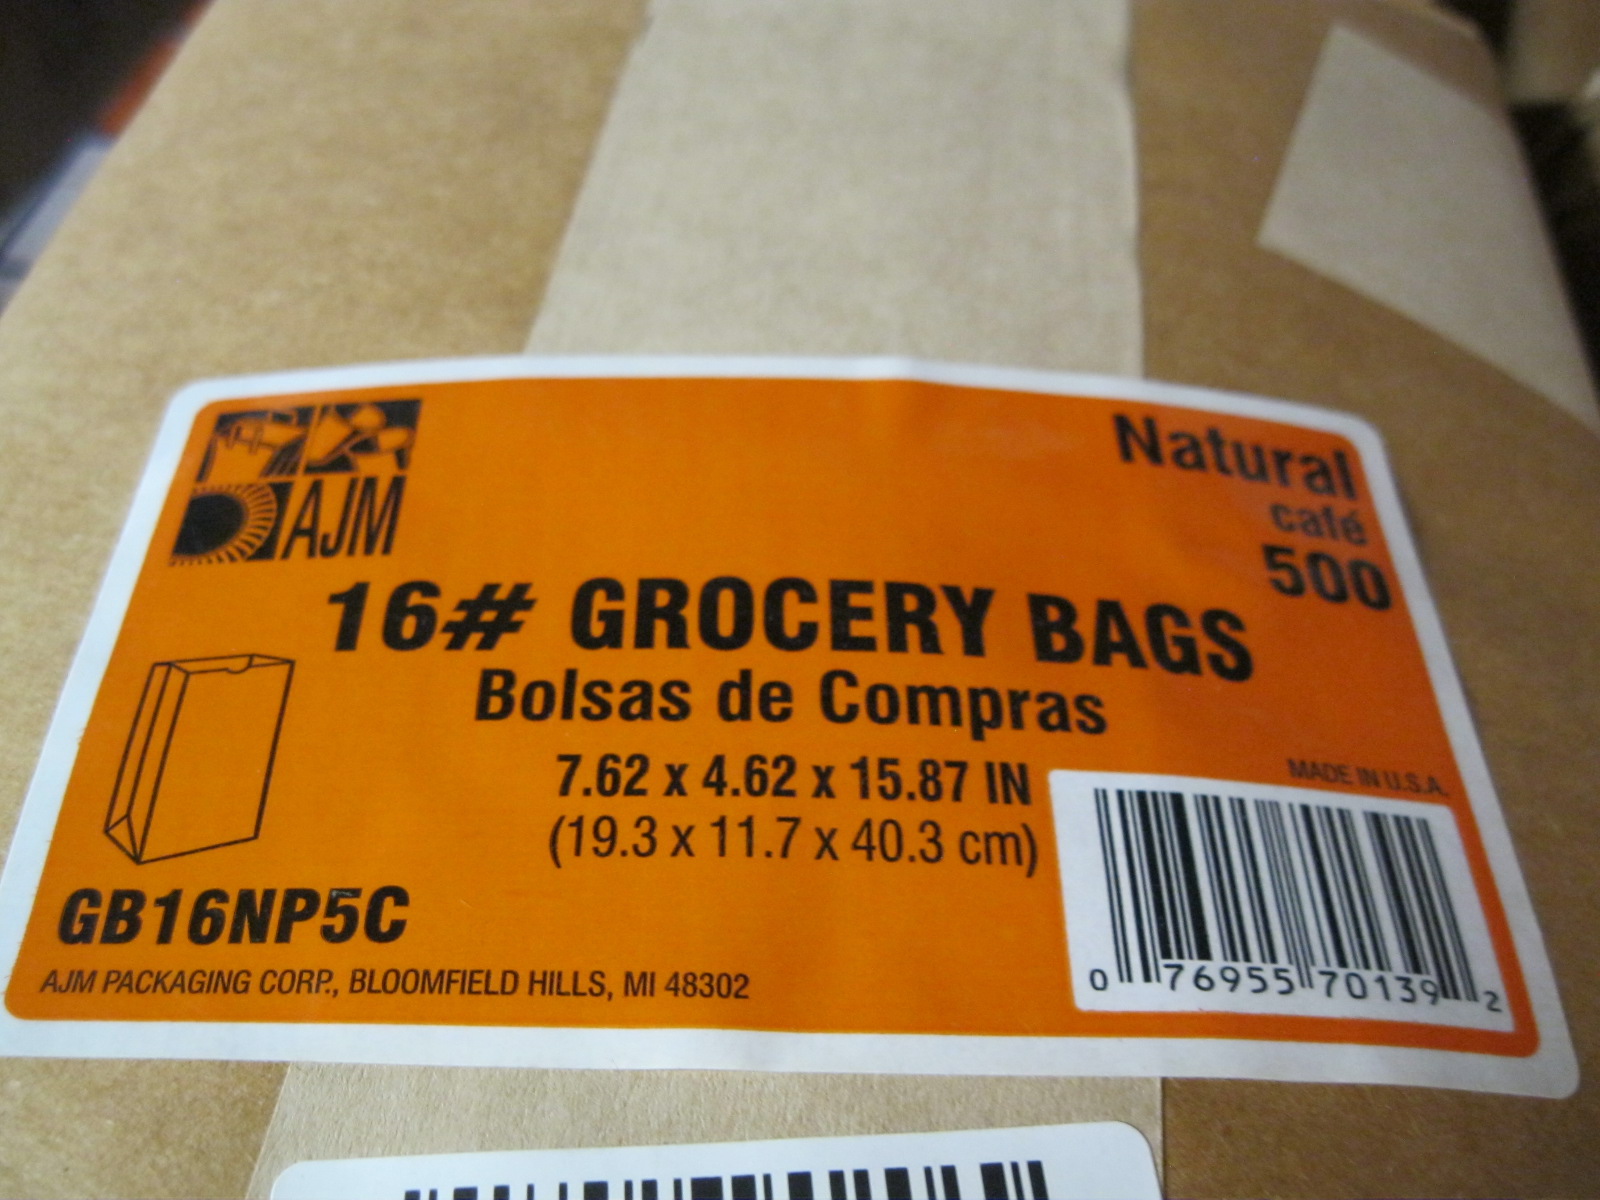 AJM
Natural
café
500
16# GROCERY BAGS
Bolsas de Compras
7.62 x 4.62 x 15.87 IN
(19.3 x 11.7 x 40.3 cm)
MADE IN U.S.A.
GB16NP5C
AJM PACKAGING CORP., BLOOMFIELD HILLS, MI 48302
0 76955 70139 2